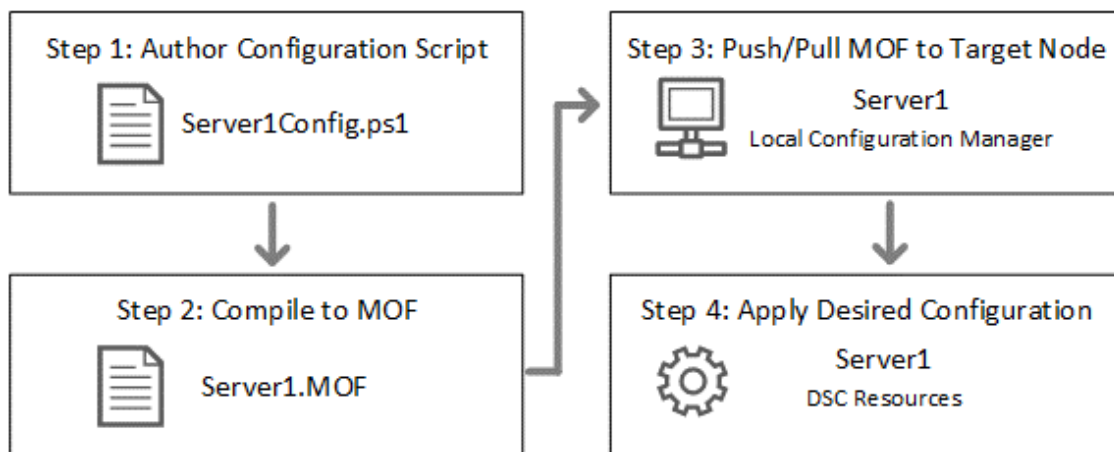 Step 1: Author Configuration Script
Server1Config.ps1
Step 2: Compile to MOF
Server1.MOF
Step 3: Push/Pull MOF to Target Node
Server1
Local Configuration Manager
Step 4: Apply Desired Configuration
Server1
DSC Resources